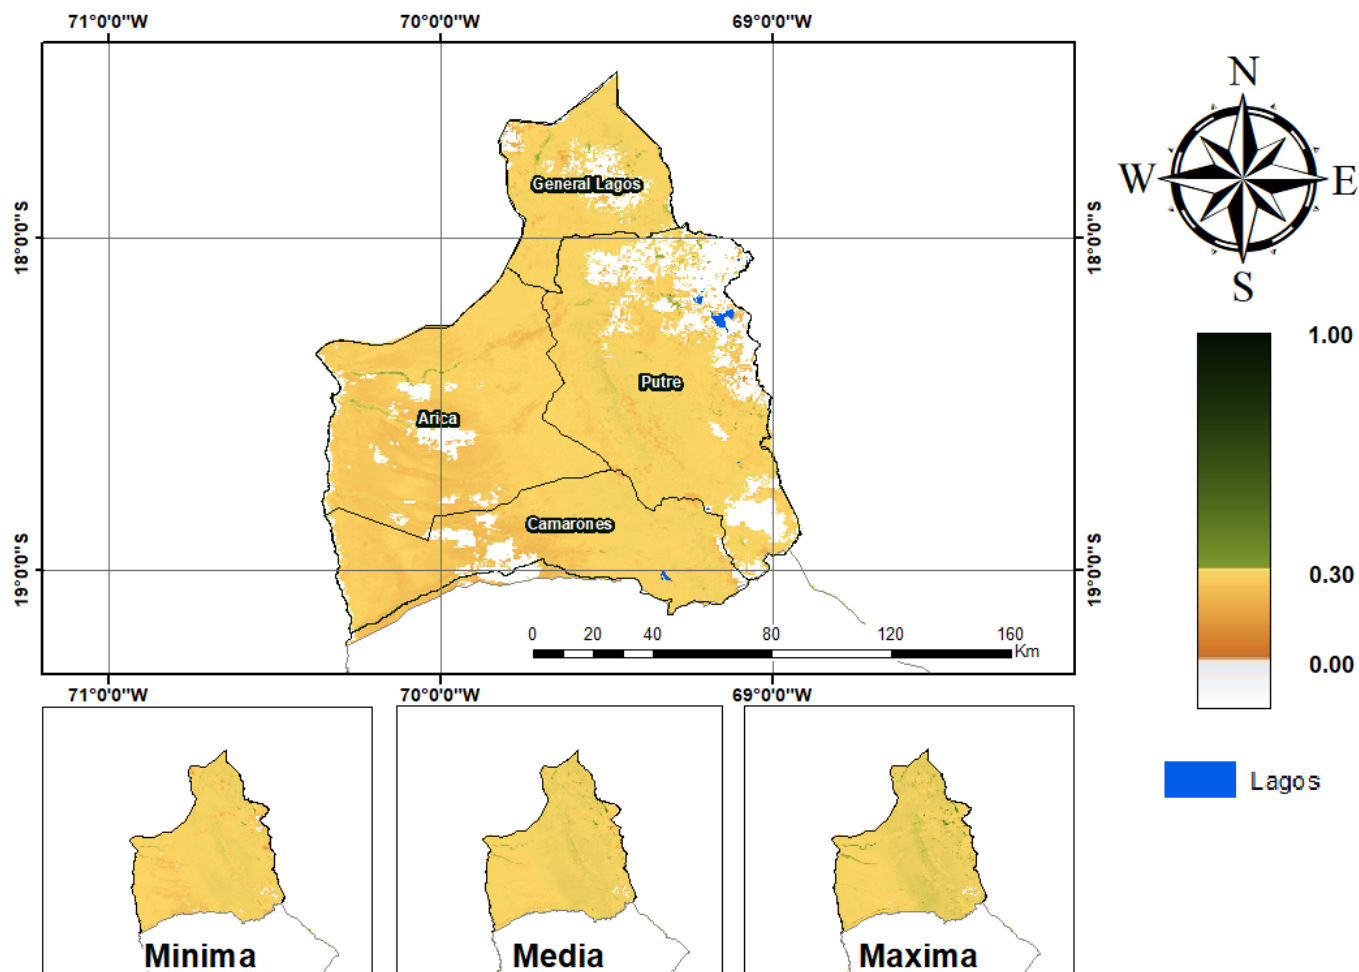 71°0'0"W 70°0'0"W 69°0'0"W
N
W E
S
18°0'0"S 18°0'0"S
General Lagos
Putre
Arica
Camarones
19°0'0"S 19°0'0"S
0 20 40 80 120 160
Km
71°0'0"W 70°0'0"W 69°0'0"W
1.00
0.30
0.00
Lagos
Minima Media Maxima